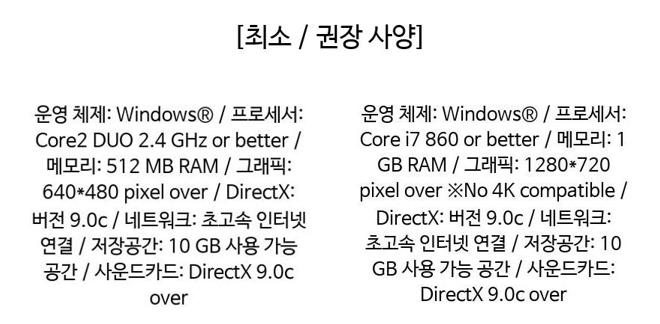 [최소 / 권장 사양]
운영 체제: Windows® / 프로세서:
Core2 DUO 2.4 GHz or better /
메모리: 512 MB RAM / 그래픽:
640*480 pixel over / DirectX:
버전 9.0c / 네트워크: 초고속 인터넷
연결 / 저장공간: 10 GB 사용 가능
공간 / 사운드카드: DirectX 9.0c
over
운영 체제: Windows® / 프로세서:
Core i7 860 or better / 메모리: 1
GB RAM / 그래픽: 1280*720
pixel over ※No 4K compatible /
DirectX: 버전 9.0c / 네트워크:
초고속 인터넷 연결 / 저장공간: 10
GB 사용 가능 공간 / 사운드카드:
DirectX 9.0c over